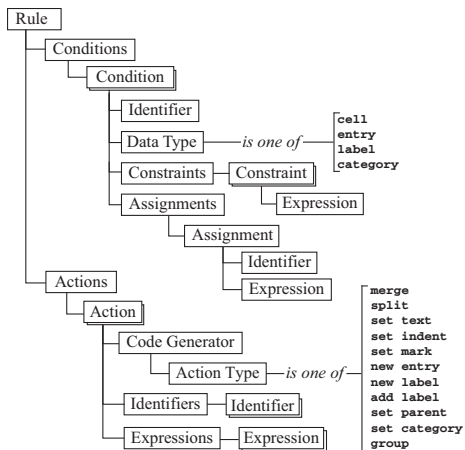 Rule
Conditions
Condition
Identifier
Data Type
is one of
cell
entry
label
category
Constraints
Constraint
Expression
Assignments
Assignment
Identifier
Expression
Actions
Action
Code Generator
Action Type
is one of
merge
split
set text
set indent
set mark
new entry
new label
add label
set parent
set category
group
Identifiers
Identifier
Expressions
Expression